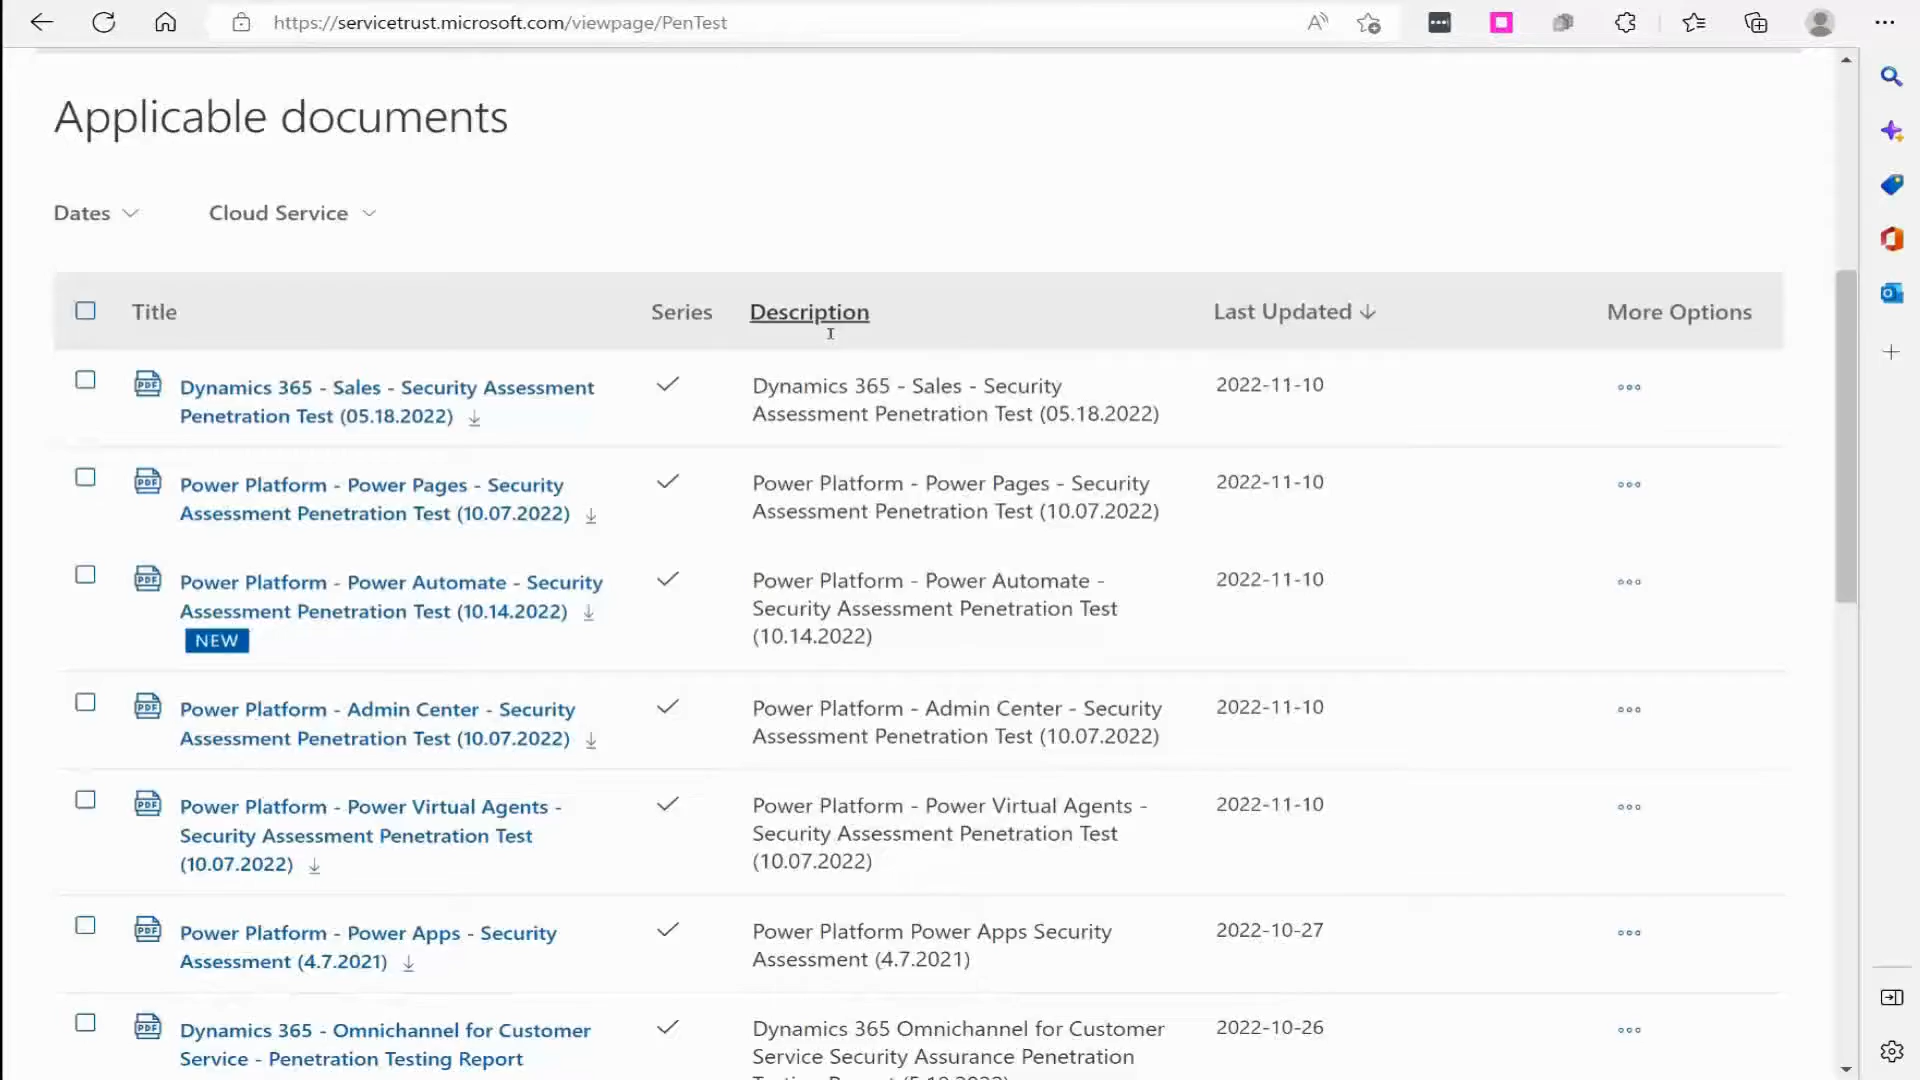 https://servicetrust.microsoft.com/viewpage/PenTest
Applicable documents
Dates
Cloud Service
Title
Series
Description
Last Updated
More Options
Dynamics 365 - Sales - Security Assessment
Penetration Test (05.18.2022)
Dynamics 365 - Sales - Security
Assessment Penetration Test (05.18.2022)
2022-11-10
Power Platform - Power Pages - Security
Assessment Penetration Test (10.07.2022)
Power Platform - Power Pages - Security
Assessment Penetration Test (10.07.2022)
2022-11-10
Power Platform - Power Automate - Security
Assessment Penetration Test (10.14.2022)
NEW
Power Platform - Power Automate -
Security Assessment Penetration Test
(10.14.2022)
2022-11-10
Power Platform - Admin Center - Security
Assessment Penetration Test (10.07.2022)
Power Platform - Admin Center - Security
Assessment Penetration Test (10.07.2022)
2022-11-10
Power Platform - Power Virtual Agents -
Security Assessment Penetration Test
(10.07.2022)
Power Platform - Power Virtual Agents -
Security Assessment Penetration Test
(10.07.2022)
2022-11-10
Power Platform - Power Apps - Security
Assessment (4.7.2021)
Power Platform Power Apps Security
Assessment (4.7.2021)
2022-10-27
Dynamics 365 - Omnichannel for Customer
Service - Penetration Testing Report
Dynamics 365 Omnichannel for Customer
Service Security Assurance Penetration
2022-10-26